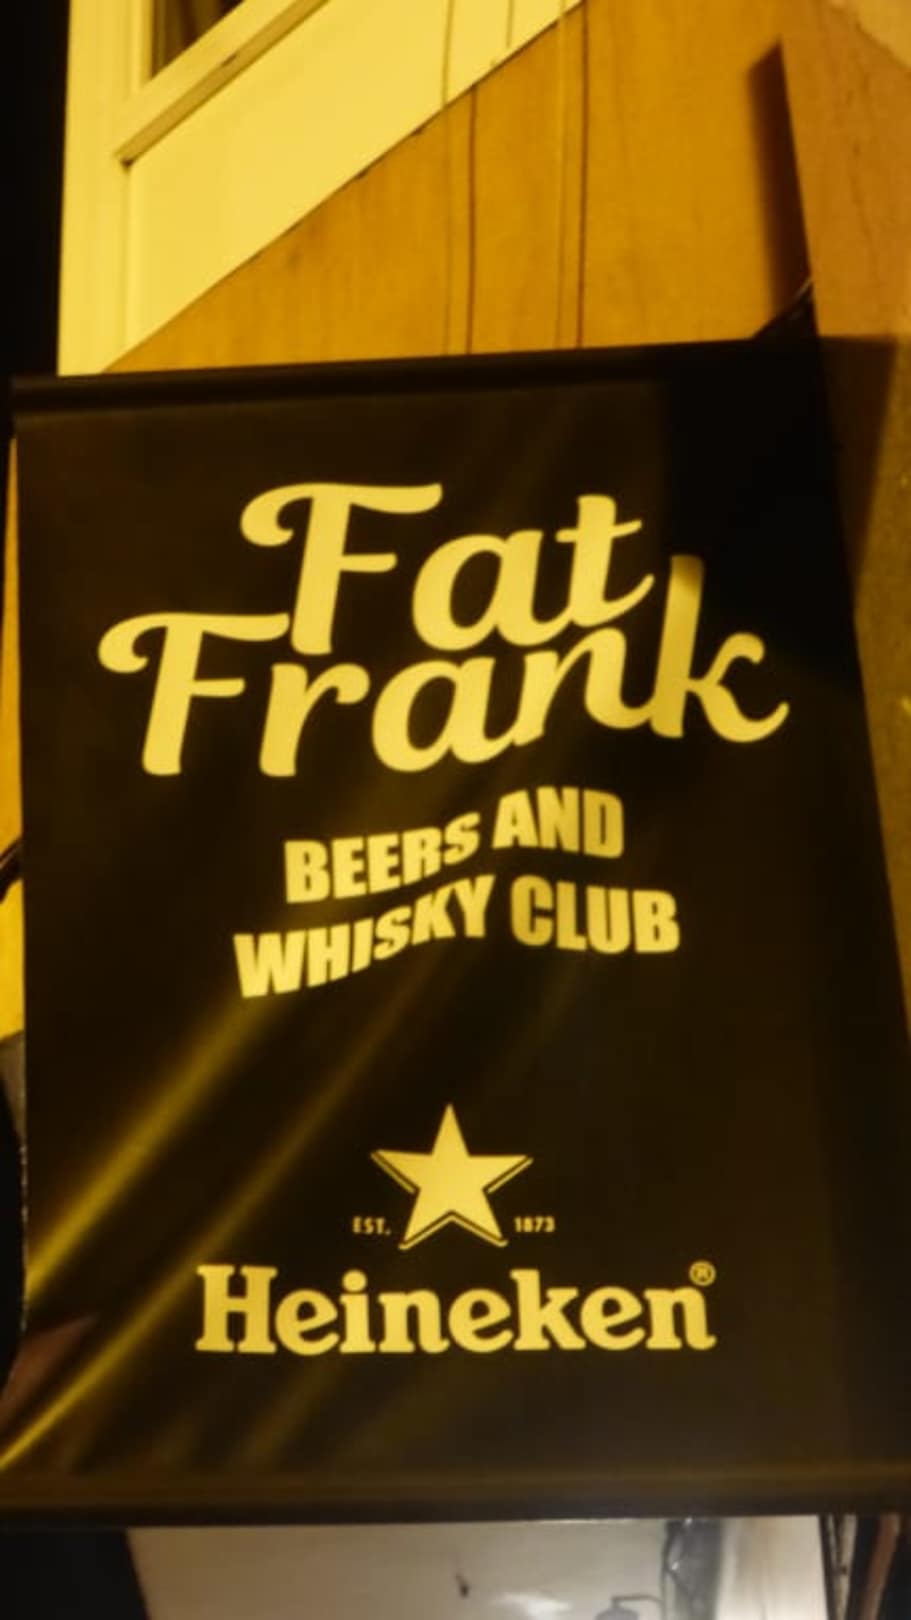 Fat
Frank
BEERS AND
WHISKY CLUB
EST. 1873
Heineken®